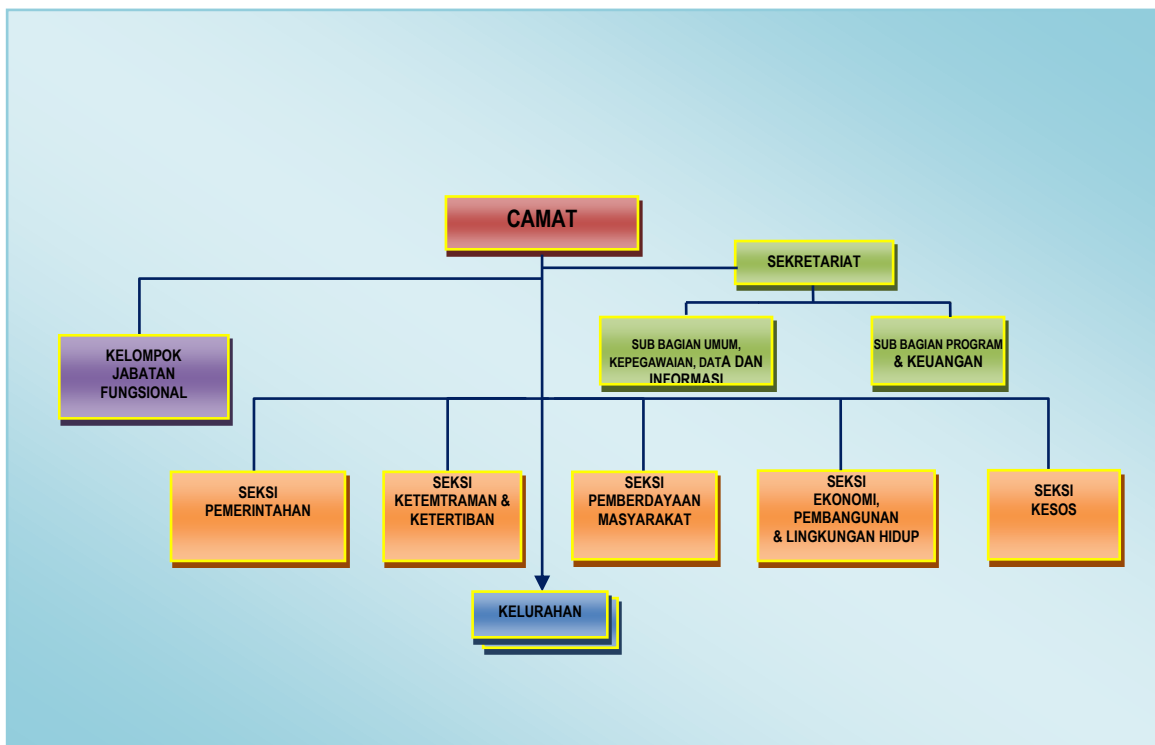 CAMAT
SEKRETARIAT
SUB BAGIAN UMUM,
KEPEGAWAIAN, DATA DAN
INFORMASI
SUB BAGIAN PROGRAM
& KEUANGAN
KELOMPOK
JABATAN
FUNGSIONAL
SEKSI
PEMERINTAHAN
SEKSI
KETEMTRAMAN &
KETERTIBAN
SEKSI
PEMBERDAYAAN
MASYARAKAT
SEKSI
EKONOMI,
PEMBANGUNAN
& LINGKUNGAN HIDUP
SEKSI
KESOS
KELURAHAN